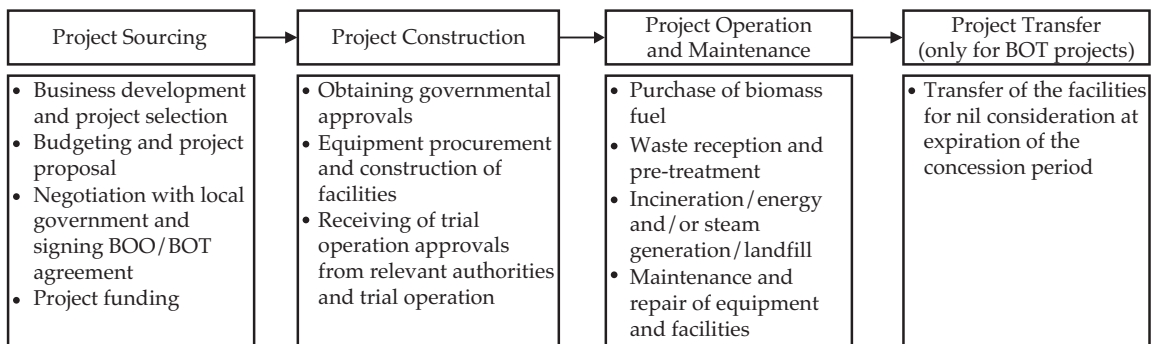 Project Sourcing
Project Construction
Project Operation
and Maintenance
Project Transfer
(only for BOT projects)
• Business development
and project selection
• Budgeting and project
proposal
• Negotiation with local
government and
signing BOO/BOT
agreement
• Project funding
• Obtaining governmental
approvals
• Equipment procurement
and construction of
facilities
• Receiving of trial
operation approvals
from relevant authorities
and trial operation
• Purchase of biomass
fuel
• Waste reception and
pre-treatment
• Incineration/energy
and/or steam
generation/landfill
• Maintenance and
repair of equipment
and facilities
• Transfer of the facilities
for nil consideration at
expiration of the
concession period